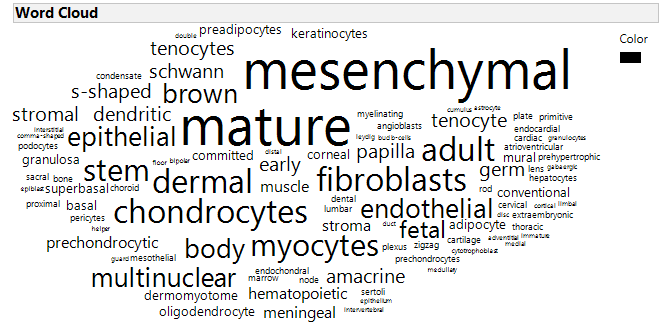 Word Cloud
Color
double preadipocytes keratinocytes
tenocytes
condensate schwann mesenchymal
s-shaped brown
stromal dendritic mature myelinating cumulus astrocyte
angioblasts tenocyte plate primitive
interstitial epithelial leydig bud b-cells endocardial
comma-shaped cardiac granulocytes
podocytes floor bipolar committed distal corneal papilla adult atrioventricular
granulosa stem early mural prehypertrophic
sacral bone dermal fibroblasts germ lens gabaergic
hepatocytes
epiblast superbasal choroid muscle rod conventional
proximal basal chondrocytes dental endothelial cervical cortical limbal
pericytes lumbar disc extraembryonic
helper stroma duct fetal adipocyte thoracic
prechondrocytic body myocytes plexus zigzag cartilage adventitial immature
medial
guard mesothelial prechondrocytes cytotrophoblast
multinuclear endochondral amacrine medullary
marrow node
dermomyotome hematopoietic sertoli
epithelium
oligodendrocyte meningeal intervertebral